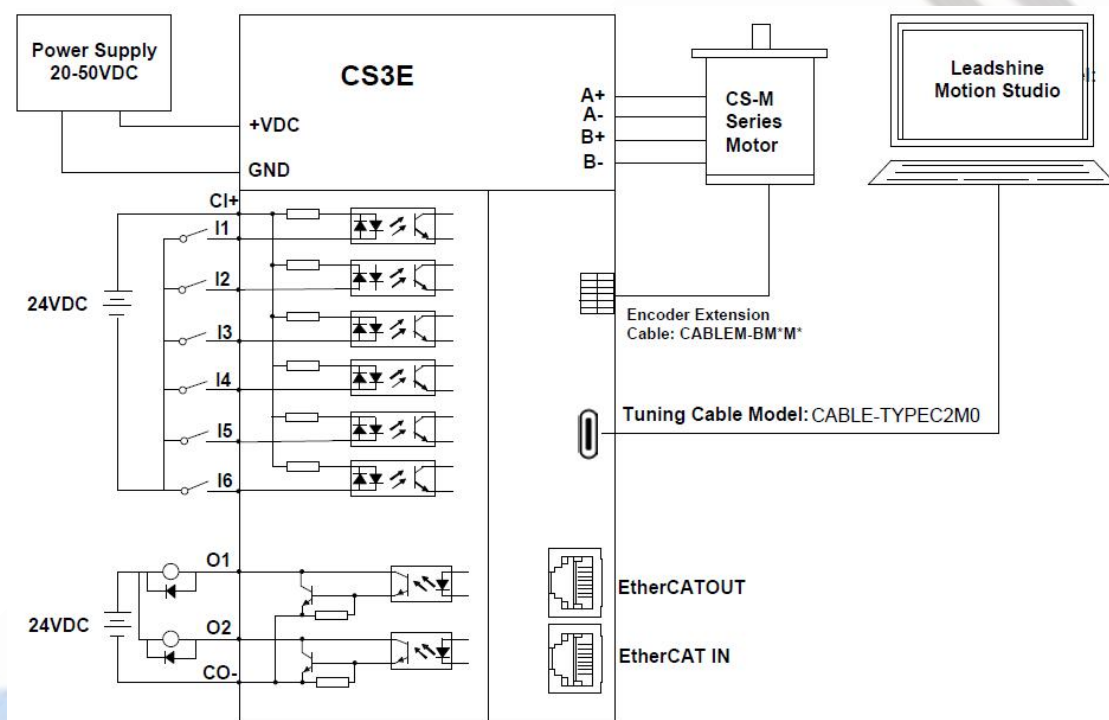 Power Supply
20-50VDC
CS3E
+VDC
GND
A+
A-
B+
B-
CS-M
Series
Motor
Leadshine
Motion Studio
CI+
I1
I2
I3
I4
I5
I6
24VDC
Encoder Extension
Cable: CABLEM-BM*M*
Tuning Cable Model: CABLE-TYPEC2M0
O1
O2
CO-
24VDC
EtherCATOUT
EtherCAT IN